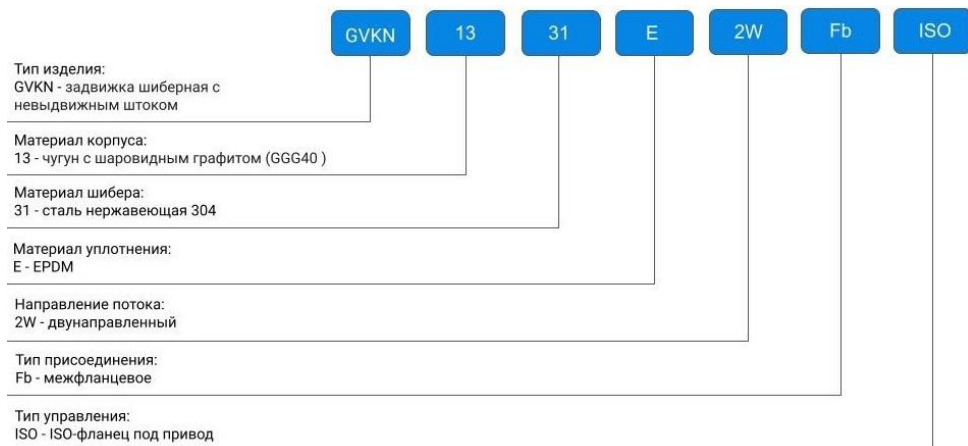 GVKN 13 31 E 2W Fb ISO
Тип изделия:
GVKN - задвижка шиберная с
невыдвижным штоком
Материал корпуса:
13 - чугун с шаровидным графитом (GGG40 )
Материал шибера:
31 - сталь нержавеющая 304
Материал уплотнения:
E - EPDM
Направление потока:
2W - двунаправленный
Тип присоединения:
Fb - межфланцевое
Тип управления:
ISO - ISO-фланец под привод